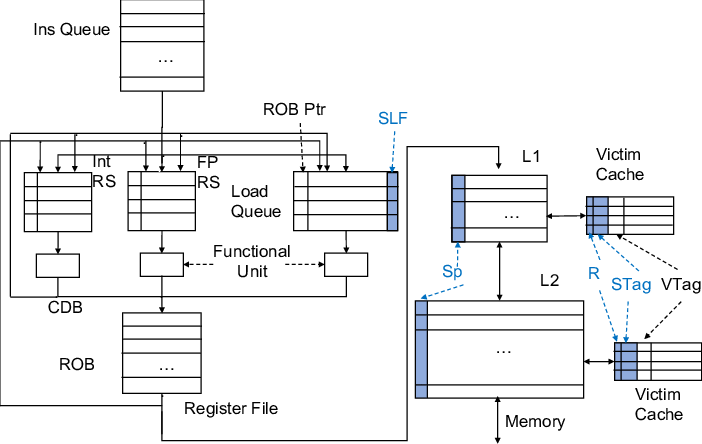 Ins Queue
...
ROB Ptr
SLF
L1
Victim
Cache
Int
RS
FP
RS
Load
Queue
...
Functional
Unit
Sp
L2
R
STag
VTag
CDB
ROB
...
...
Register File
Memory
Victim
Cache